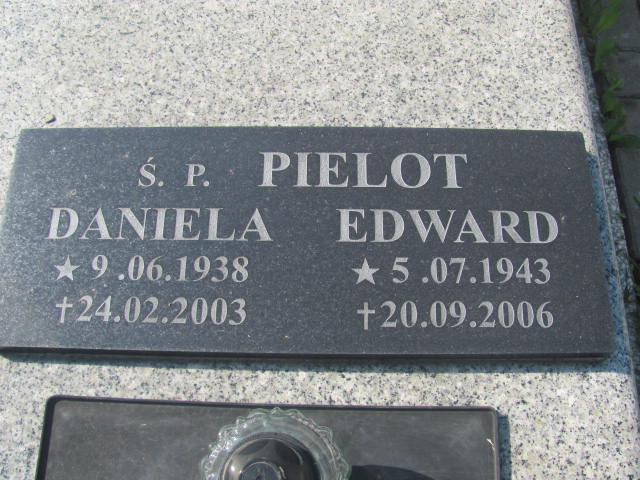 Ś. P. PIELOT
DANIELA EDWARD
★ 9.06.1938 ★ 5.07.1943
†24.02.2003 †20.09.2006